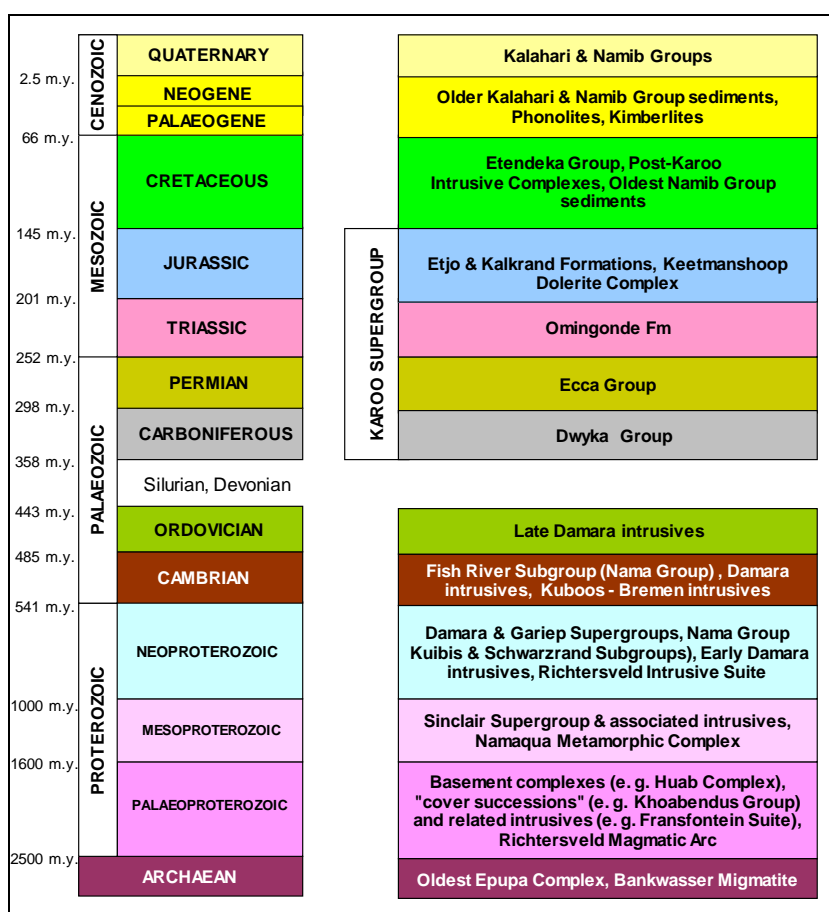 CENOZOIC
QUATERNARY
Kalahari & Namib Groups
2.5 m.y.
NEOGENE
PALAEOGENE
Older Kalahari & Namib Group sediments,
Phonolites, Kimberlites
66 m.y.
MESOZOIC
CRETACEOUS
Etendeka Group, Post-Karoo
Intrusive Complexes, Oldest Namib Group
sediments
145 m.y.
KAROO SUPERGROUP
JURASSIC
Etjo & Kalkrand Formations, Keetmanshoop
Dolerite Complex
201 m.y.
TRIASSIC
Omingonde Fm
252 m.y.
PALAEOZOIC
PERMIAN
Ecca Group
298 m.y.
CARBONIFEROUS
Dwyka Group
358 m.y.
Silurian, Devonian
443 m.y.
ORDOVICIAN
Late Damara intrusives
485 m.y.
CAMBRIAN
Fish River Subgroup (Nama Group) , Damara
intrusives, Kuboos - Bremen intrusives
541 m.y.
PROTEROZOIC
NEOPROTEROZOIC
Damara & Gariep Supergroups, Nama Group
Kuibis & Schwarzrand Subgroups), Early Damara
intrusives, Richtersveld Intrusive Suite
1000 m.y.
MESOPROTEROZOIC
Sinclair Supergroup & associated intrusives,
Namaqua Metamorphic Complex
1600 m.y.
PALAEOPROTEROZOIC
Basement complexes (e. g. Huab Complex),
"cover successions" (e. g. Khoabendus Group)
and related intrusives (e. g. Fransfontein Suite),
Richtersveld Magmatic Arc
2500 m.y.
ARCHAEAN
Oldest Epupa Complex, Bankwasser Migmatite